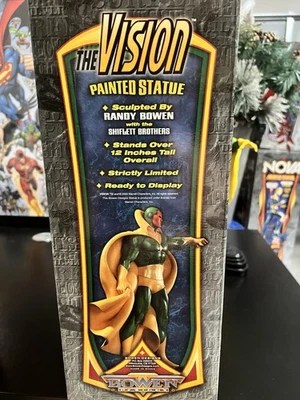 THE VISION
PAINTED STATUE
Sculpted By
RANDY BOWEN
with the
SHIFLETT BROTHERS
Stands Over
12 Inches Tall
Overall
Strictly Limited
Ready to Display
BOWEN
NOW